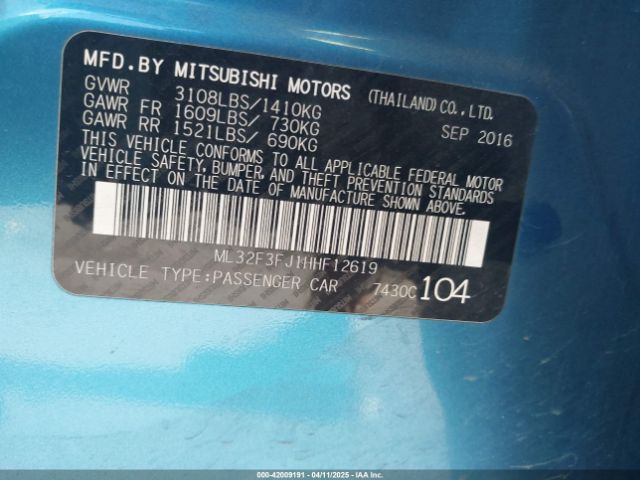 MFD.BY MITSUBISHI MOTORS (THAILAND) CO.,LTD.
GVWR 3108LBS/1410KG SEP 2016
GAWR FR 1609LBS/ 730KG
GAWR RR 1521LBS/ 690KG
THIS VEHICLE CONFORMS TO ALL APPLICABLE FEDERAL MOTOR
VEHICLE SAFETY, BUMPER, AND THEFT PREVENTION STANDARDS
IN EFFECT ON THE DATE OF MANUFACTURE SHOWN ABOVE.
ML32F3FJ1HHF12619
VEHICLE TYPE:PASSENGER CAR 7430C 104
000-42009191 - 04/11/2025 - IAA Inc.